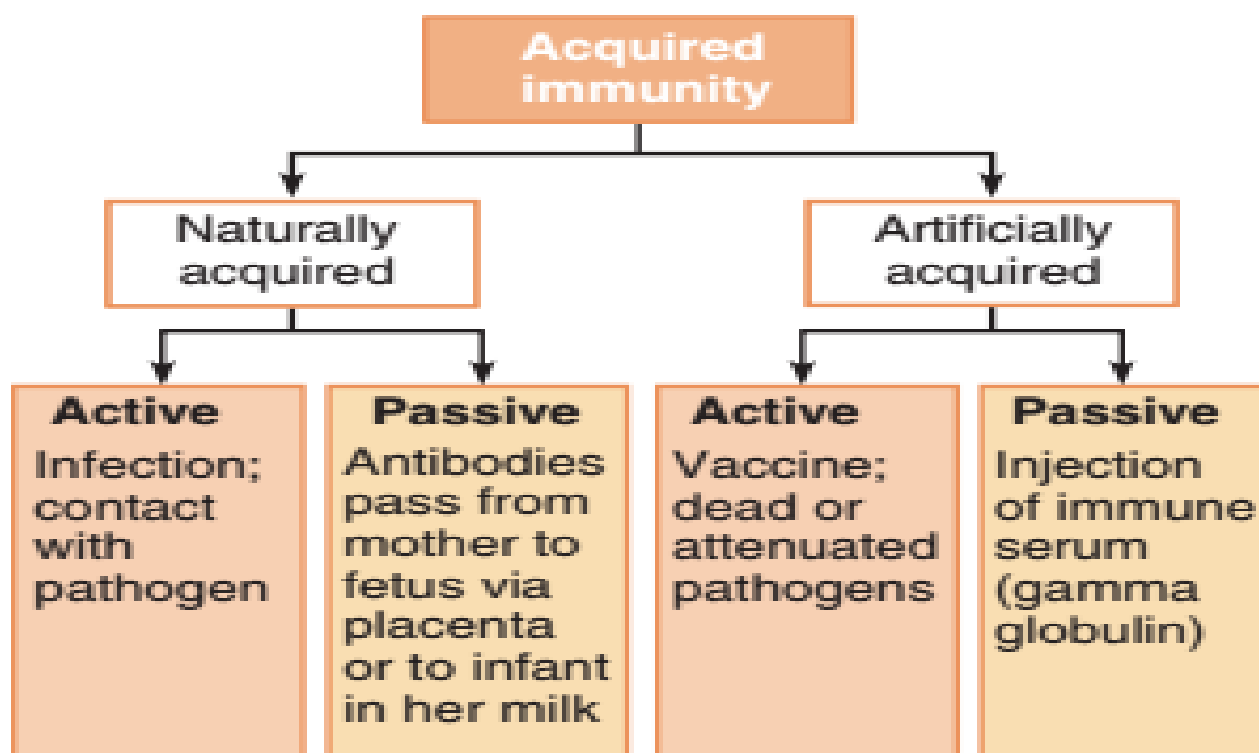 Acquired
immunity
Naturally
acquired
Artificially
acquired
Active
Infection;
contact
with
pathogen
Passive
Antibodies
pass from
mother to
fetus via
placenta
or to infant
in her milk
Active
Vaccine;
dead or
attenuated
pathogens
Passive
Injection
of immune
serum
(gamma
globulin)